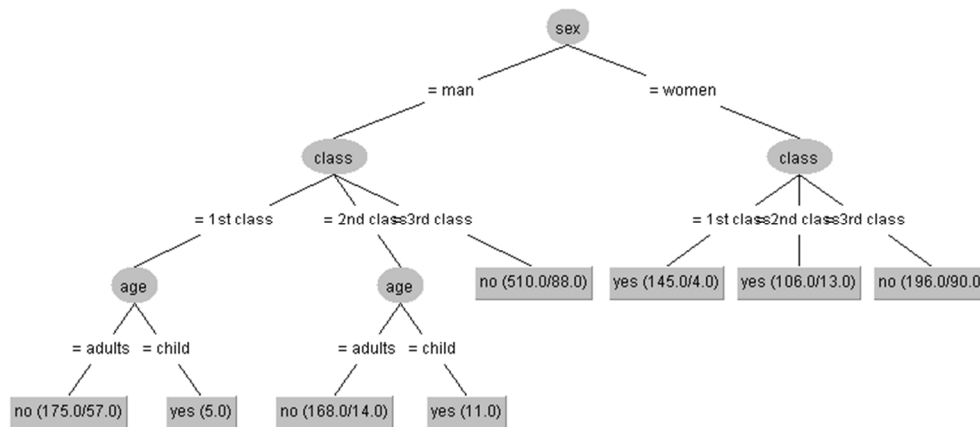 sex
= man
= women
class
class
= 1st class
= 2nd class
= 3rd class
= 1st class
= 2nd class
= 3rd class
age
age
no (510.0/88.0)
yes (145.0/4.0)
yes (106.0/13.0)
no (196.0/90.0
= adults
= child
= adults
= child
no (175.0/57.0)
yes (5.0)
no (168.0/14.0)
yes (11.0)